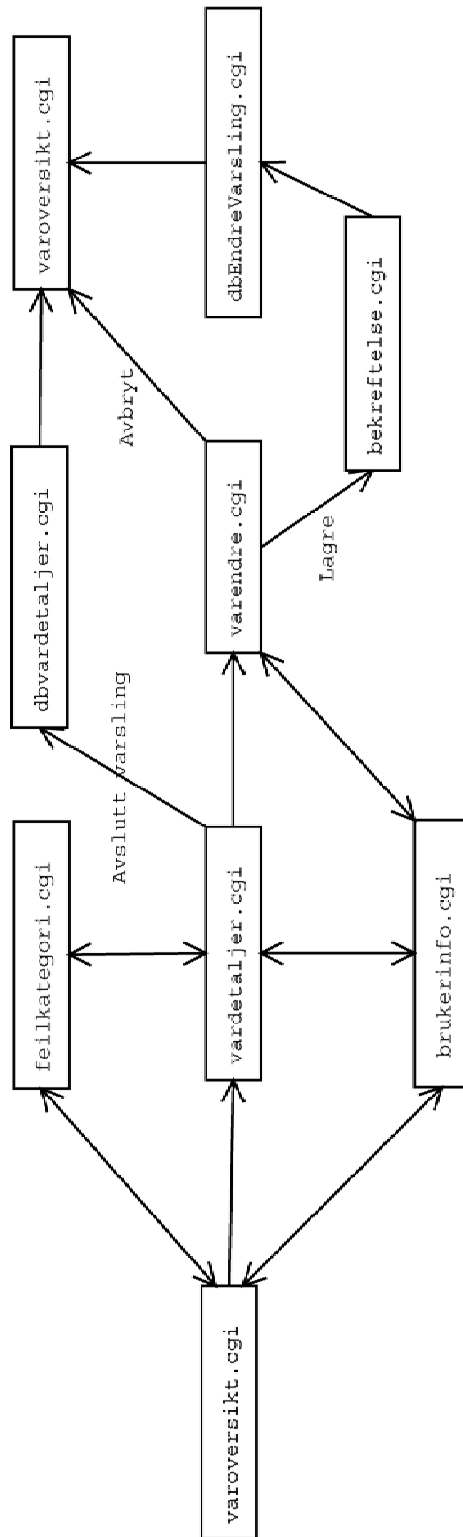 varoversikt.cgi
feilkategori.cgi
vardetaljer.cgi
brukerinfo.cgi
Avslutt varsling
dbvardetaljer.cgi
varendre.cgi
Avbryt
Lagre
bekreftelse.cgi
varoversikt.cgi
dbEndreVarsling.cgi